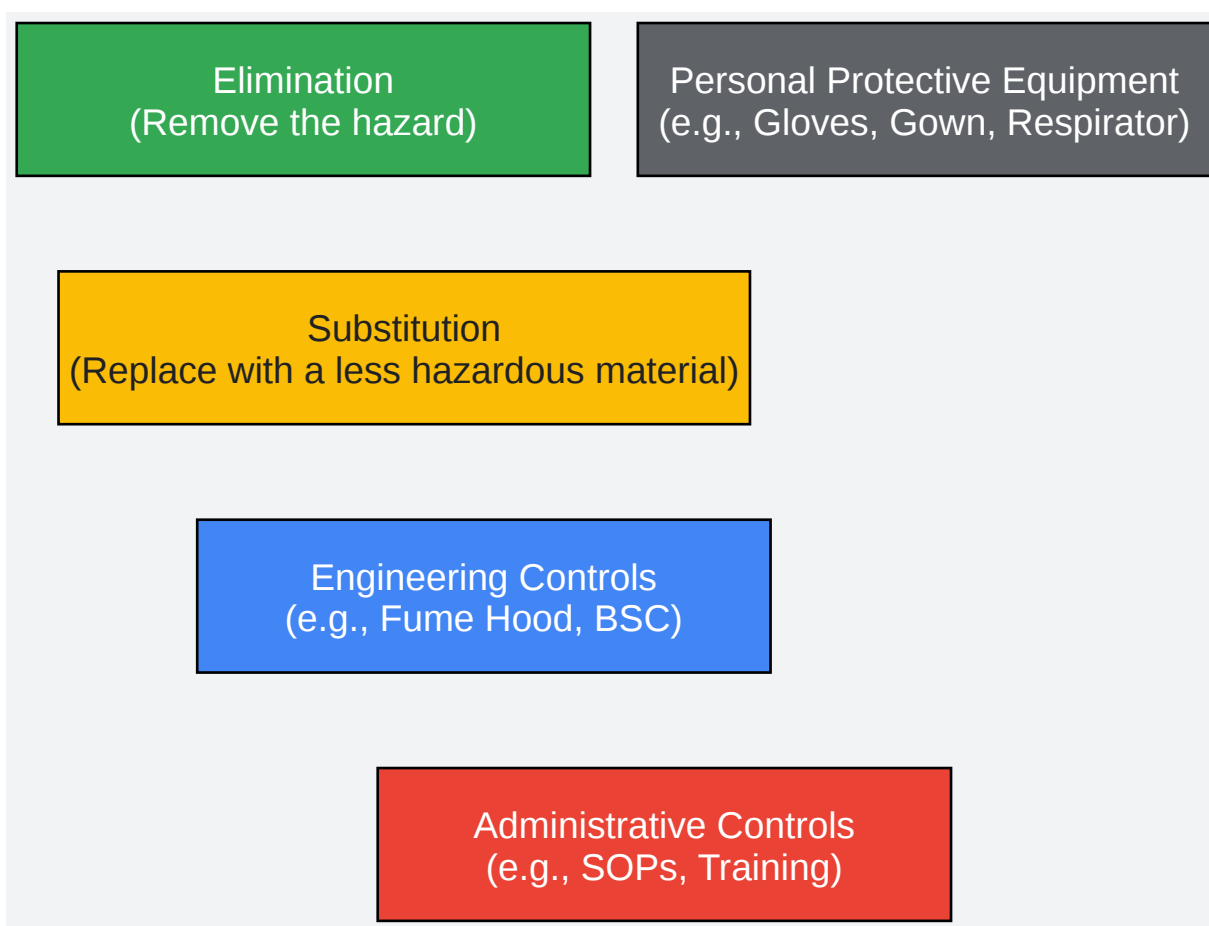 Elimination
(Remove the hazard)
Personal Protective Equipment
(e.g., Gloves, Gown, Respirator)
Substitution
(Replace with a less hazardous material)
Engineering Controls
(e.g., Fume Hood, BSC)
Administrative Controls
(e.g., SOPs, Training)